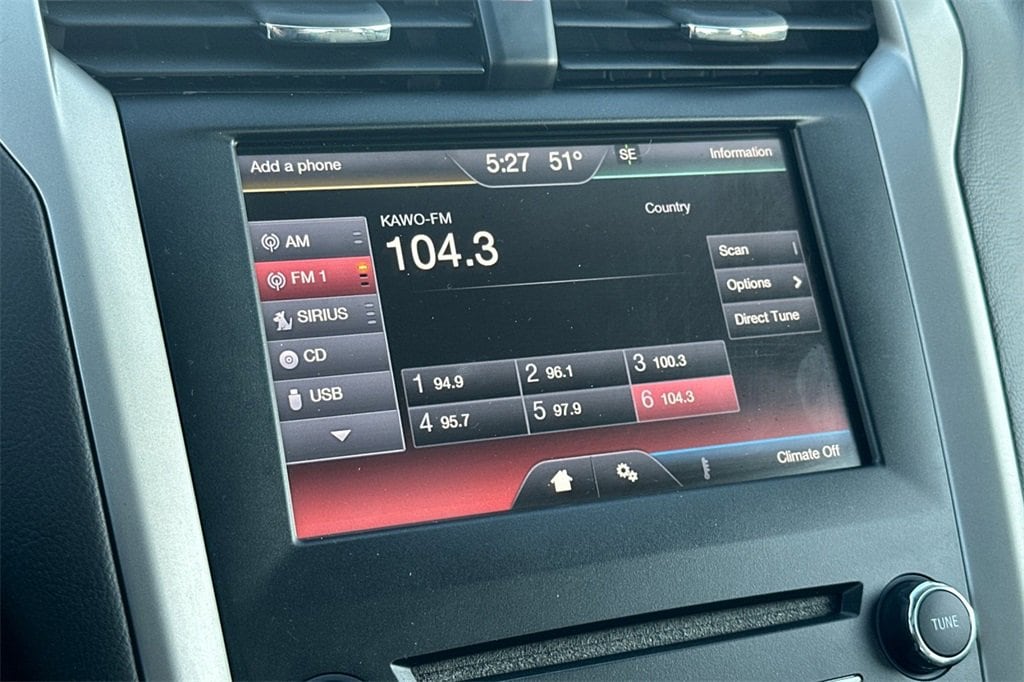 Add a phone
5:27 51°
SE
Information
KAWO-FM
104.3
Country
AM
FM 1
SIRIUS
CD
USB
Scan
Options
Direct Tune
1 94.9
2 96.1
3 100.3
4 95.7
5 97.9
6 104.3
Climate Off
TUNE